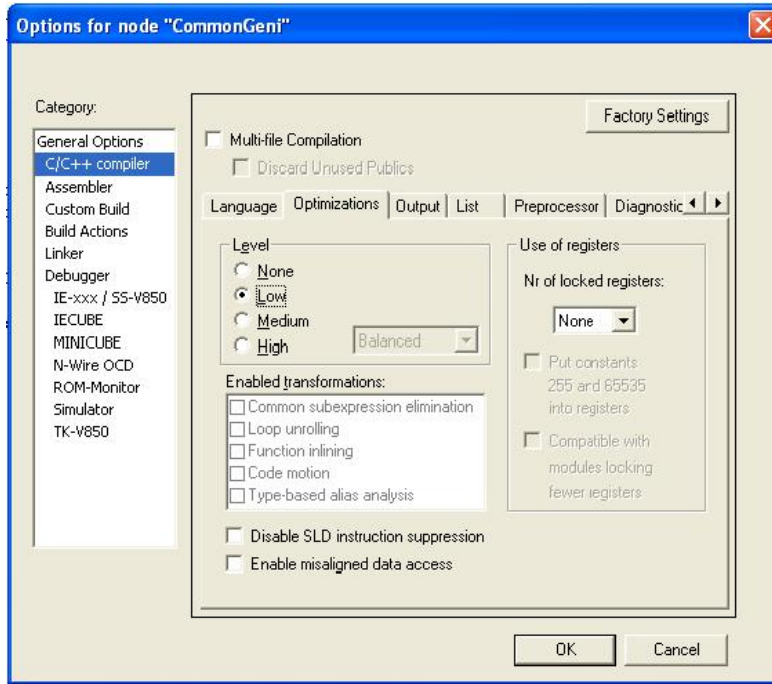 Options for node "CommonGeni"
Category:
General Options
C/C++ compiler
Assembler
Custom Build
Build Actions
Linker
Debugger
IE-xxx / SS-V850
IECUBE
MINICUBE
N-Wire OCD
ROM-Monitor
Simulator
TK-V850
Factory Settings
Multi-file Compilation
Discard Unused Publics
Language Optimizations Output List Preprocessor Diagnostic
Level
None
Low
Medium
High
Balanced
Enabled transformations:
Common subexpression elimination
Loop unrolling
Function inlining
Code motion
Type-based alias analysis
Use of registers
Nr of locked registers:
None
Put constants
255 and 65535
into registers
Compatible with
modules locking
fewer registers
Disable SLD instruction suppression
Enable misaligned data access
OK
Cancel